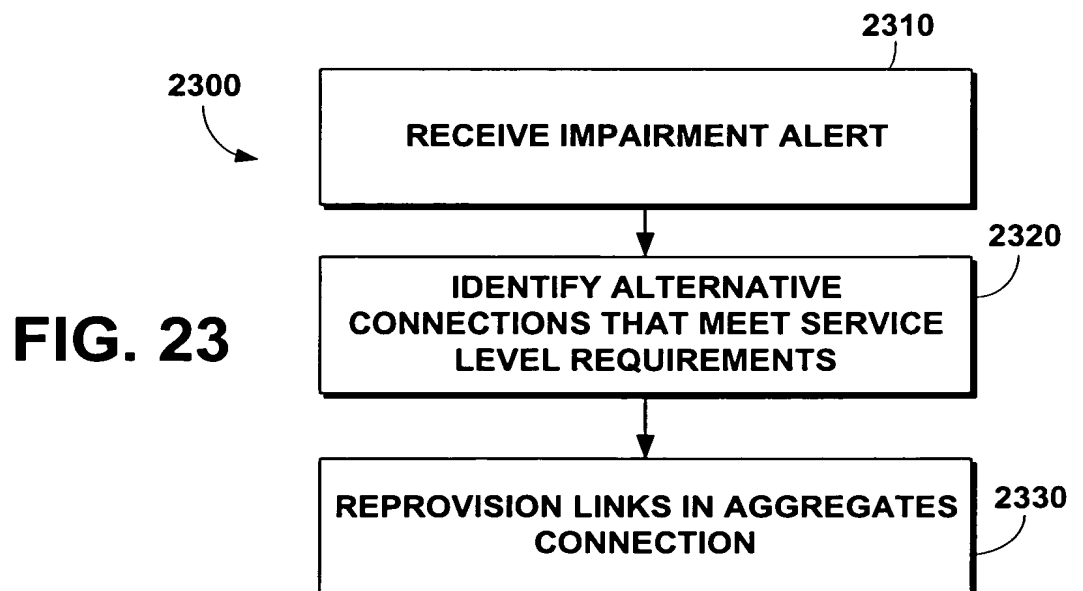 2310
2300
RECEIVE IMPAIRMENT ALERT
2320
IDENTIFY ALTERNATIVE
CONNECTIONS THAT MEET SERVICE
LEVEL REQUIREMENTS
FIG. 23
2330
REPROVISION LINKS IN AGGREGATES
CONNECTION